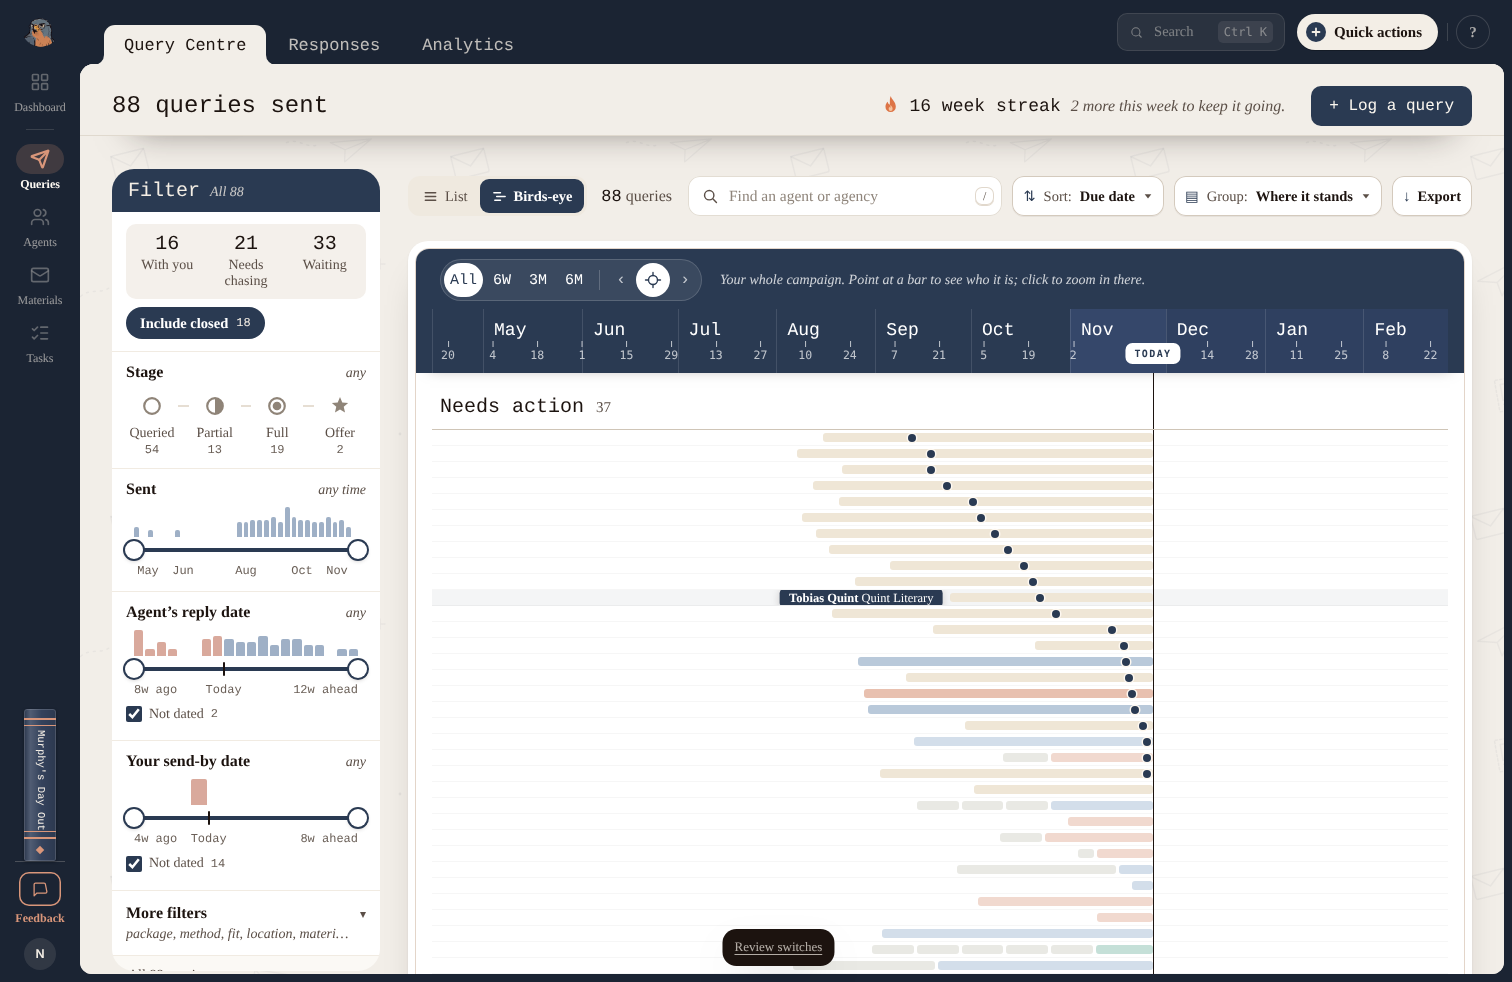 Query Centre
Responses
Analytics
Search
Ctrl K
Quick actions
?
Dashboard
Queries
Agents
Materials
Tasks
Murphy's Day Out
Feedback
N
88 queries sent
16 week streak 2 more this week to keep it going.
+ Log a query
Filter All 88
16
With you
21
Needs
chasing
33
Waiting
Include closed 18
Stage any
Queried
54
Partial
13
Full
19
Offer
2
Sent any time
May Jun Aug Oct Nov
Agent's reply date any
8w ago Today 12w ahead
Not dated 2
Your send-by date any
4w ago Today 8w ahead
Not dated 14
More filters ▾
package, method, fit, location, materi…
List
Birds-eye
88 queries
Find an agent or agency
/
Sort: Due date
Group: Where it stands
↓ Export
All 6W 3M 6M ‹ ›
Your whole campaign. Point at a bar to see who it is; click to zoom in there.
May Jun Jul Aug Sep Oct Nov Dec Jan Feb
20 4 18 1 15 29 13 27 10 24 7 21 5 19 2 TODAY 14 28 11 25 8 22
Needs action 37
Tobias Quint Quint Literary
Review switches